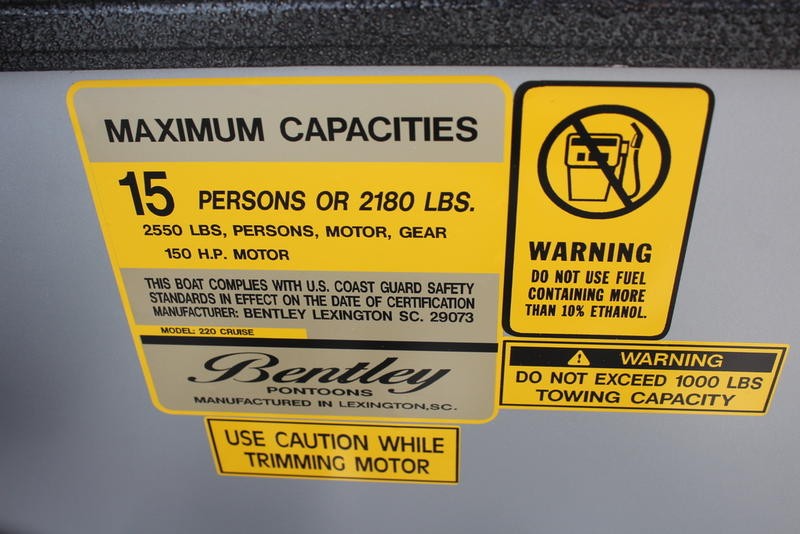 MAXIMUM CAPACITIES
15 PERSONS OR 2180 LBS.
2550 LBS, PERSONS, MOTOR, GEAR
150 H.P. MOTOR
THIS BOAT COMPLIES WITH U.S. COAST GUARD SAFETY
STANDARDS IN EFFECT ON THE DATE OF CERTIFICATION
MANUFACTURER: BENTLEY LEXINGTON SC. 29073
MODEL: 220 CRUISE
Bentley
PONTOONS
MANUFACTURED IN LEXINGTON,SC.
WARNING
DO NOT USE FUEL
CONTAINING MORE
THAN 10% ETHANOL.
WARNING
DO NOT EXCEED 1000 LBS
TOWING CAPACITY
USE CAUTION WHILE
TRIMMING MOTOR